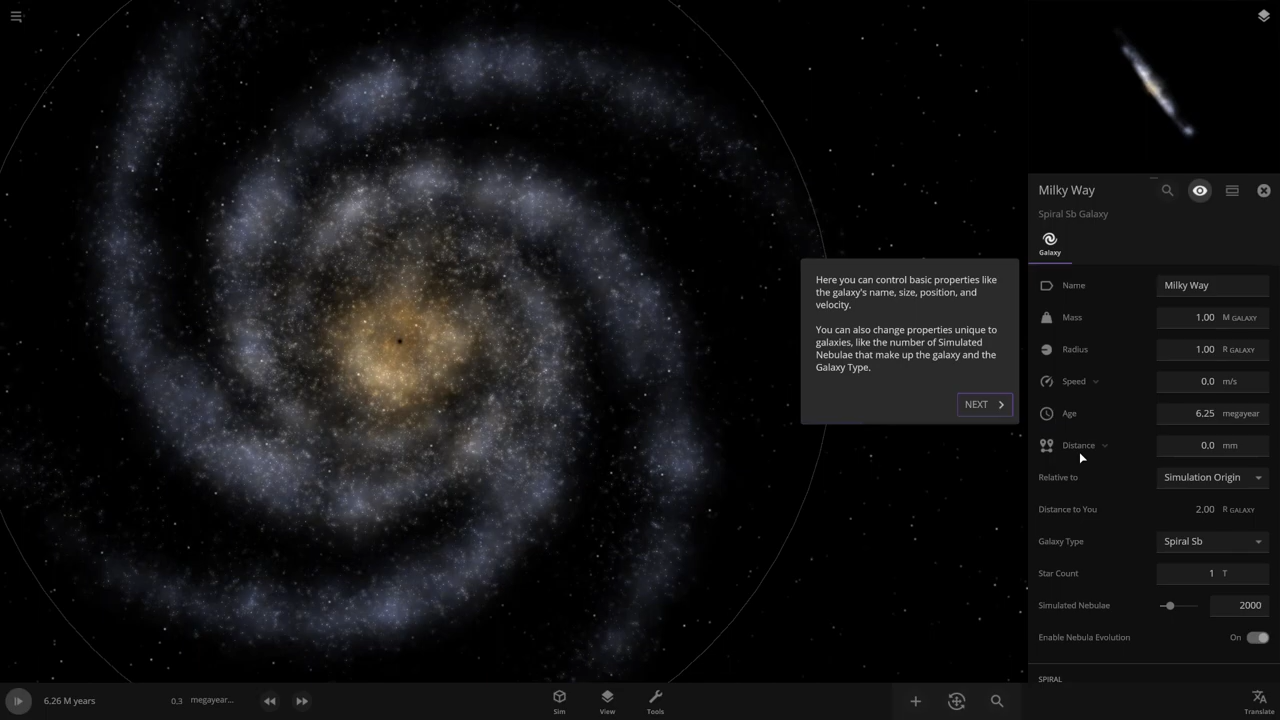 Milky Way
Spiral Sb Galaxy
Galaxy
Name Milky Way
Mass 1.00 M GALAXY
Radius 1.00 R GALAXY
Speed 0.0 m/s
Age 6.25 megayear
Distance 0.0 mm
Relative to Simulation Origin
Distance to You 2.00 R GALAXY
Galaxy Type Spiral Sb
Star Count 1 T
Simulated Nebulae 2000
Enable Nebula Evolution On
SPIRAL
Here you can control basic properties like
the galaxy's name, size, position, and
velocity.
You can also change properties unique to
galaxies, like the number of Simulated
Nebulae that make up the galaxy and the
Galaxy Type.
NEXT
6.26 M years
0.3 megayear...
Sim
View
Tools
Translate